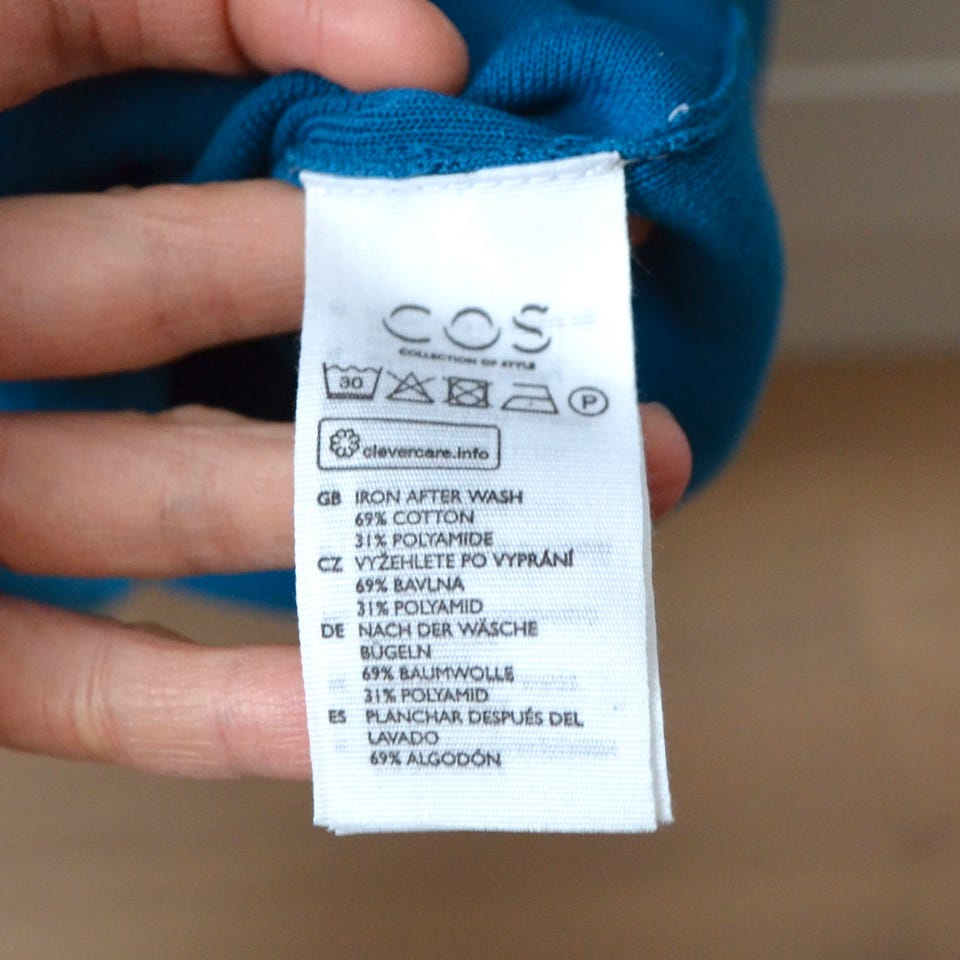 COS
COLLECTION OF STYLE
30 P
clevercare.info
GB IRON AFTER WASH
69% COTTON
31% POLYAMIDE
CZ VYŽEHLETE PO VYPRÁNÍ
69% BAVLNA
31% POLYAMID
DE NACH DER WÄSCHE
BÜGELN
69% BAUMWOLLE
31% POLYAMID
ES PLANCHAR DESPUÉS DEL
LAVADO
69% ALGODÓN